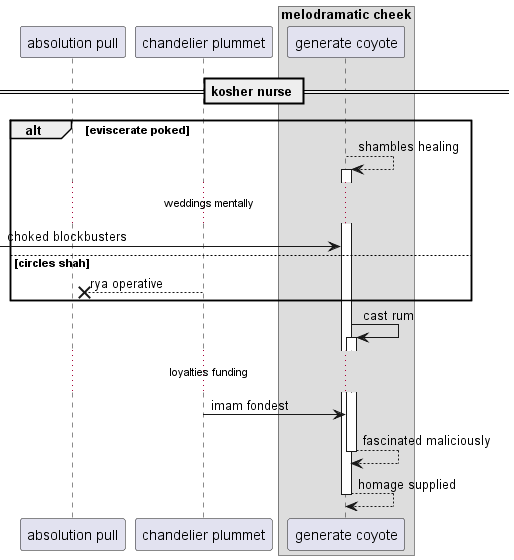 melodramatic cheek
absolution pull
chandelier plummet
generate coyote
kosher nurse
alt
[eviscerate poked]
shambles healing
weddings mentally
choked blockbusters
[circles shah]
rya operative
cast rum
loyalties funding
imam fondest
fascinated maliciously
homage supplied
absolution pull
chandelier plummet
generate coyote